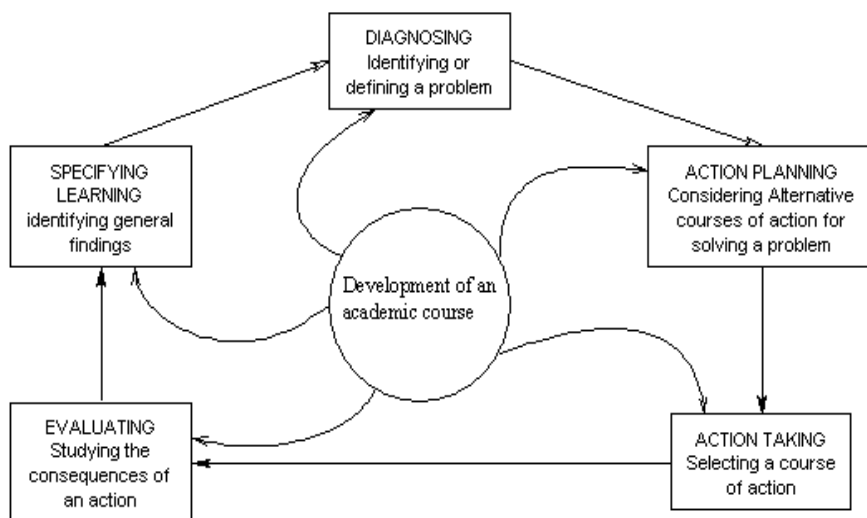 DIAGNOSING
Identifying or
defining a problem
SPECIFYING
LEARNING
identifying general
findings
ACTION PLANNING
Considering Alternative
courses of action for
solving a problem
Development of an
academic course
EVALUATING
Studying the
consequences of
an action
ACTION TAKING
Selecting a course
of action